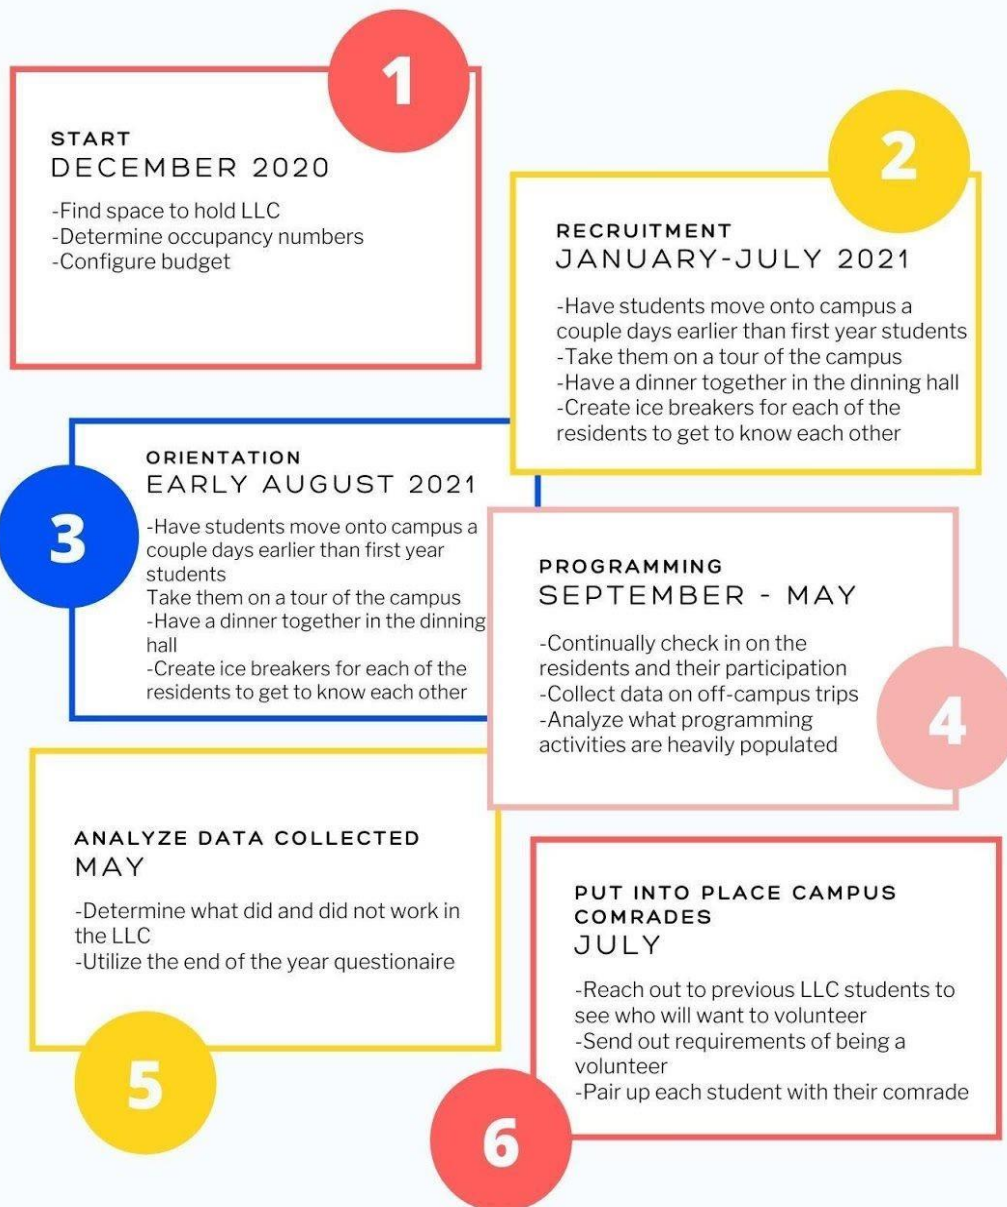 1
START
DECEMBER 2020
-Find space to hold LLC
-Determine occupancy numbers
-Configure budget
2
RECRUITMENT
JANUARY-JULY 2021
-Have students move onto campus a
couple days earlier than first year students
-Take them on a tour of the campus
-Have a dinner together in the dinning hall
-Create ice breakers for each of the
residents to get to know each other
3
ORIENTATION
EARLY AUGUST 2021
-Have students move onto campus a
couple days earlier than first year
students
Take them on a tour of the campus
-Have a dinner together in the dinning
hall
-Create ice breakers for each of the
residents to get to know each other
4
PROGRAMMING
SEPTEMBER - MAY
-Continually check in on the
residents and their participation
-Collect data on off-campus trips
-Analyze what programming
activities are heavily populated
ANALYZE DATA COLLECTED
MAY
-Determine what did and did not work in
the LLC
-Utilize the end of the year questionaire
5
PUT INTO PLACE CAMPUS
COMRADES
JULY
-Reach out to previous LLC students to
see who will want to volunteer
-Send out requirements of being a
volunteer
-Pair up each student with their comrade
6